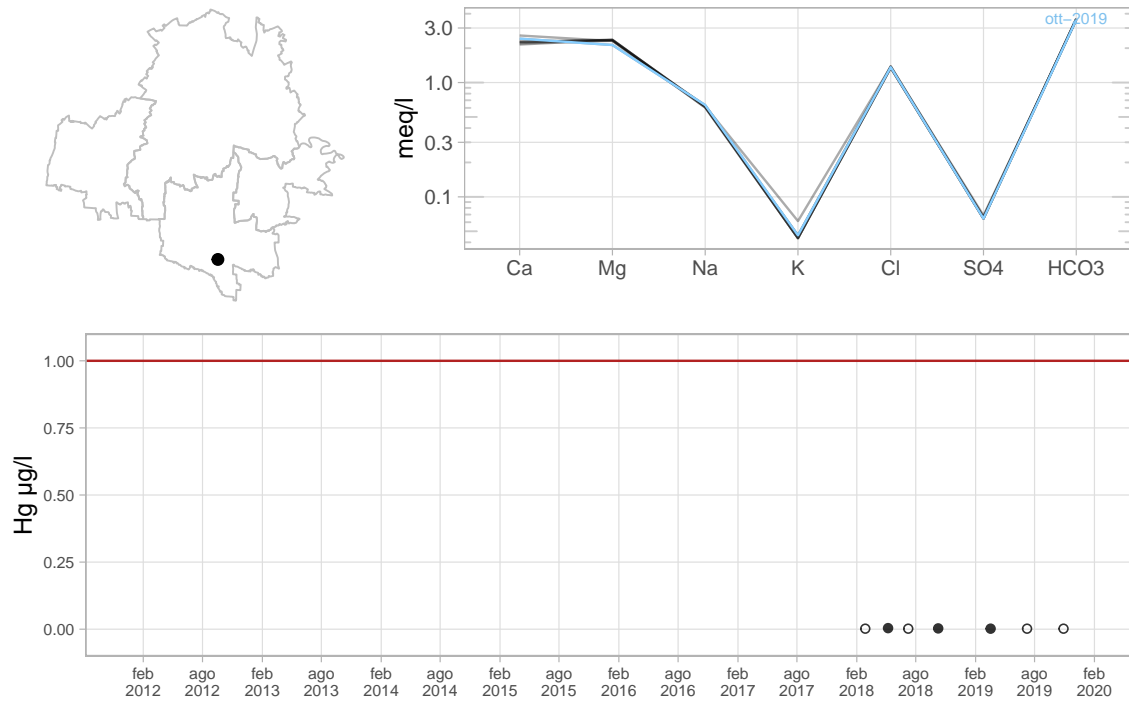 ott−2019
3.0
1.0
0.3
0.1
meq/l
Ca Mg Na K Cl SO4 HCO3
1.00
0.75
0.50
0.25
0.00
Hg µg/l
feb ago feb ago feb ago feb ago feb ago feb ago feb ago feb ago feb
2012 2012 2013 2013 2014 2014 2015 2015 2016 2016 2017 2017 2018 2018 2019 2019 2020